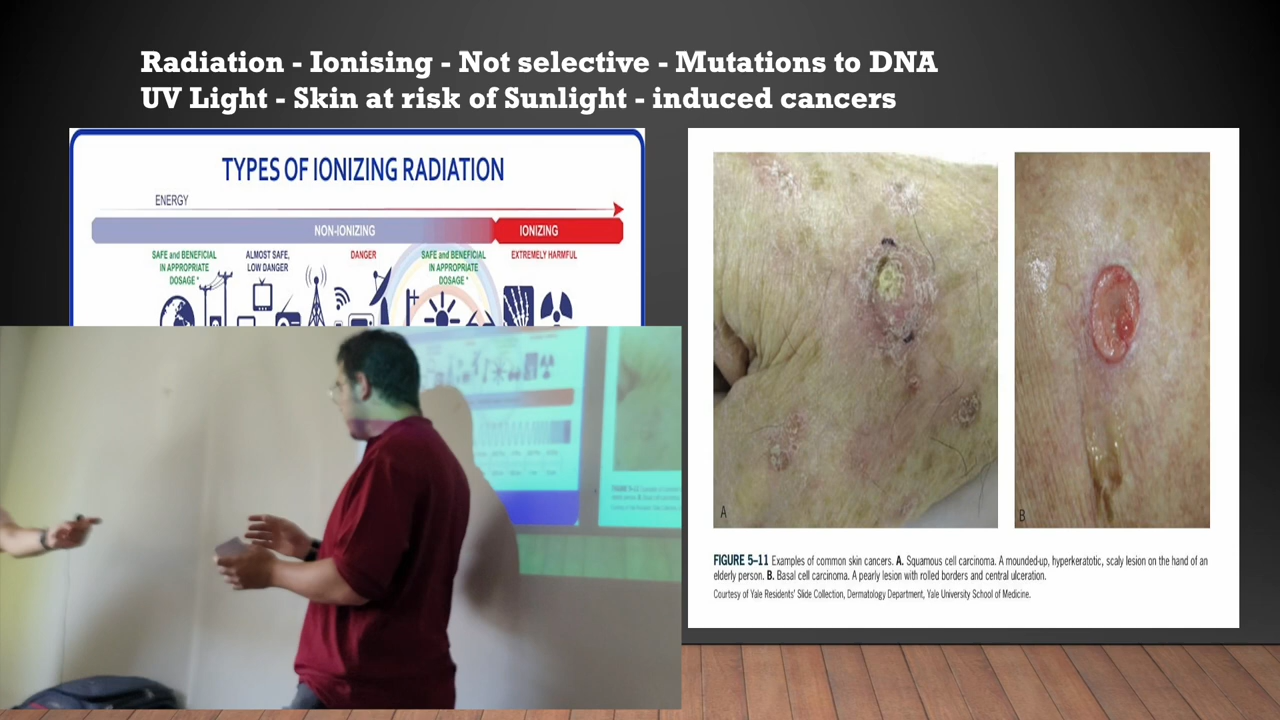 Radiation - Ionising - Not selective - Mutations to DNA
UV Light - Skin at risk of Sunlight - induced cancers
TYPES OF IONIZING RADIATION
ENERGY
NON-IONIZING
IONIZING
SAFE and BENEFICIAL
IN APPROPRIATE
DOSAGE *
ALMOST SAFE,
LOW DANGER
DANGER
SAFE and BENEFICIAL
IN APPROPRIATE
DOSAGE *
EXTREMELY HARMFUL
A
B
FIGURE 5–11 Examples of common skin cancers. A. Squamous cell carcinoma. A mounded-up, hyperkeratotic, scaly lesion on the hand of an
elderly person. B. Basal cell carcinoma. A pearly lesion with rolled borders and central ulceration.
Courtesy of Yale Residents' Slide Collection, Dermatology Department, Yale University School of Medicine.